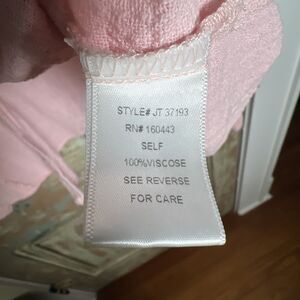 STYLE# JT 37193
RN# 160443
SELF
100%VISCOSE
SEE REVERSE
FOR CARE